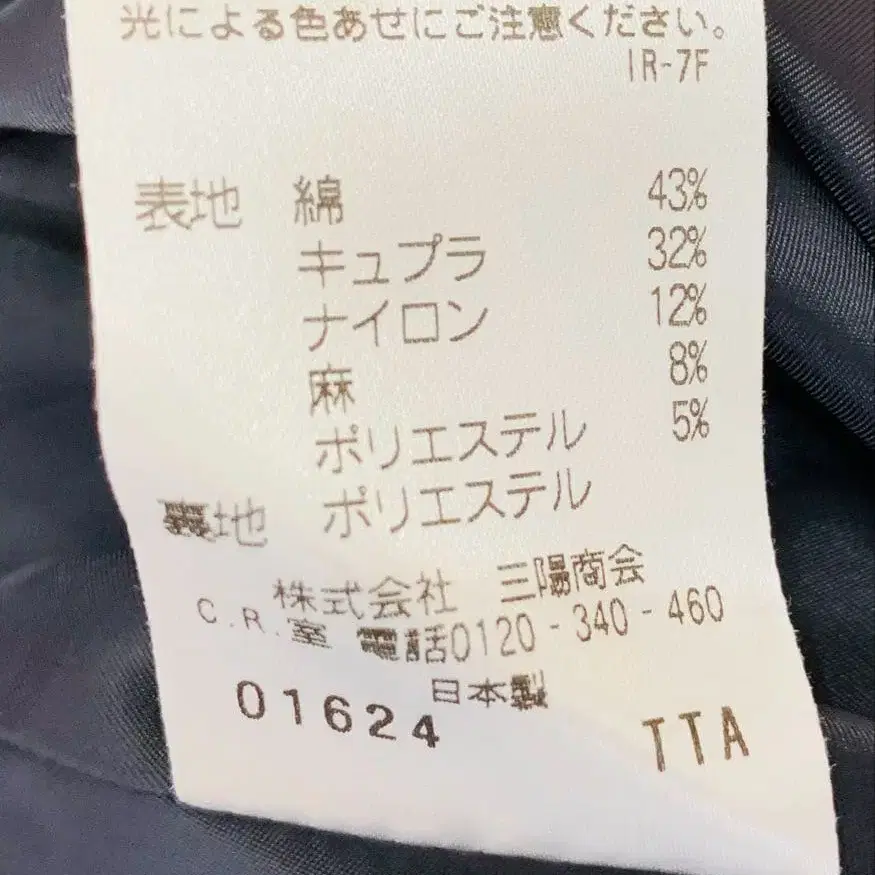 光による色あせにご注意ください。
IR-7F
表地 綿 43%
キュプラ 32%
ナイロン 12%
麻 8%
ポリエステル 5%
裏地 ポリエステル
株式会社 三陽商会
C.R.室 電話0120-340-460
日本製
01624
TTA